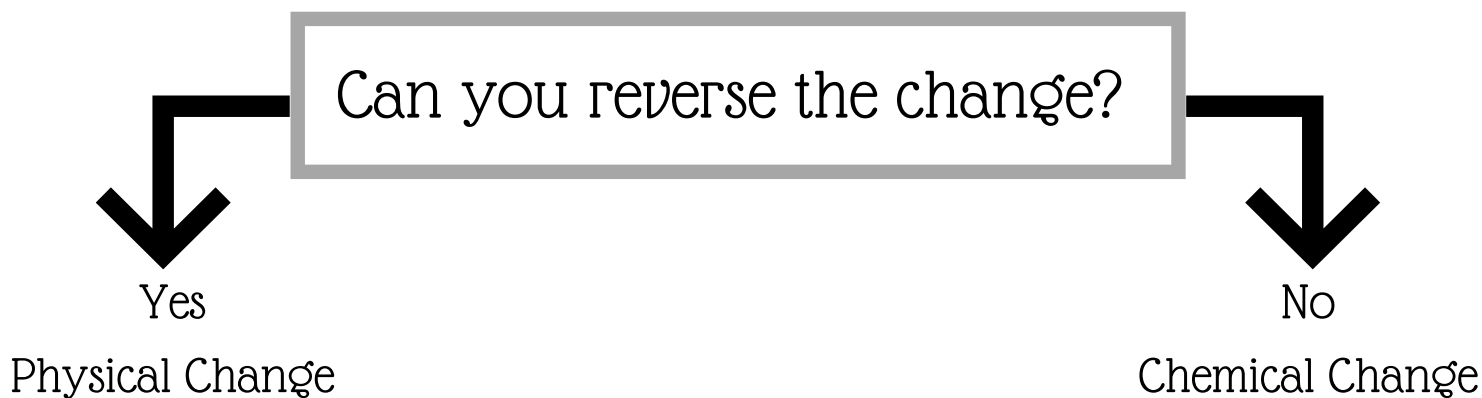 Can you reverse the change?
Yes
Physical Change
No
Chemical Change